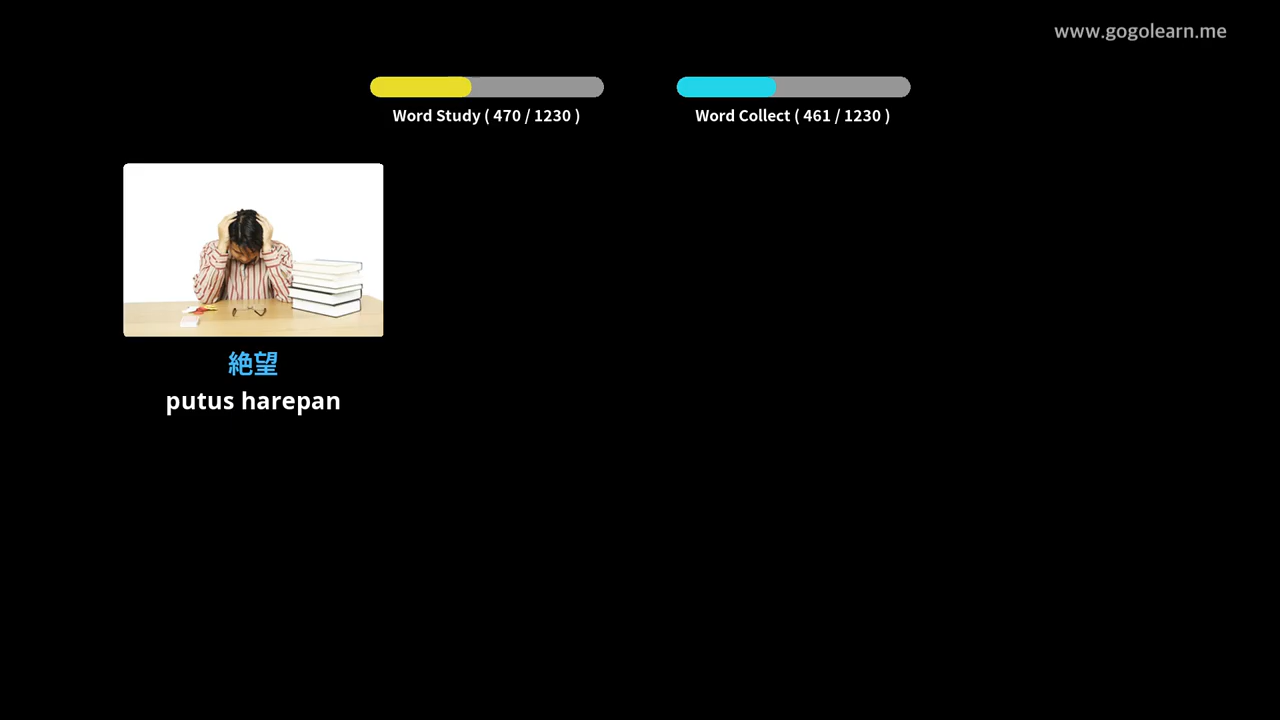 www.gogolearn.me
Word Study ( 470 / 1230 )
Word Collect ( 461 / 1230 )
絶望
putus harepan